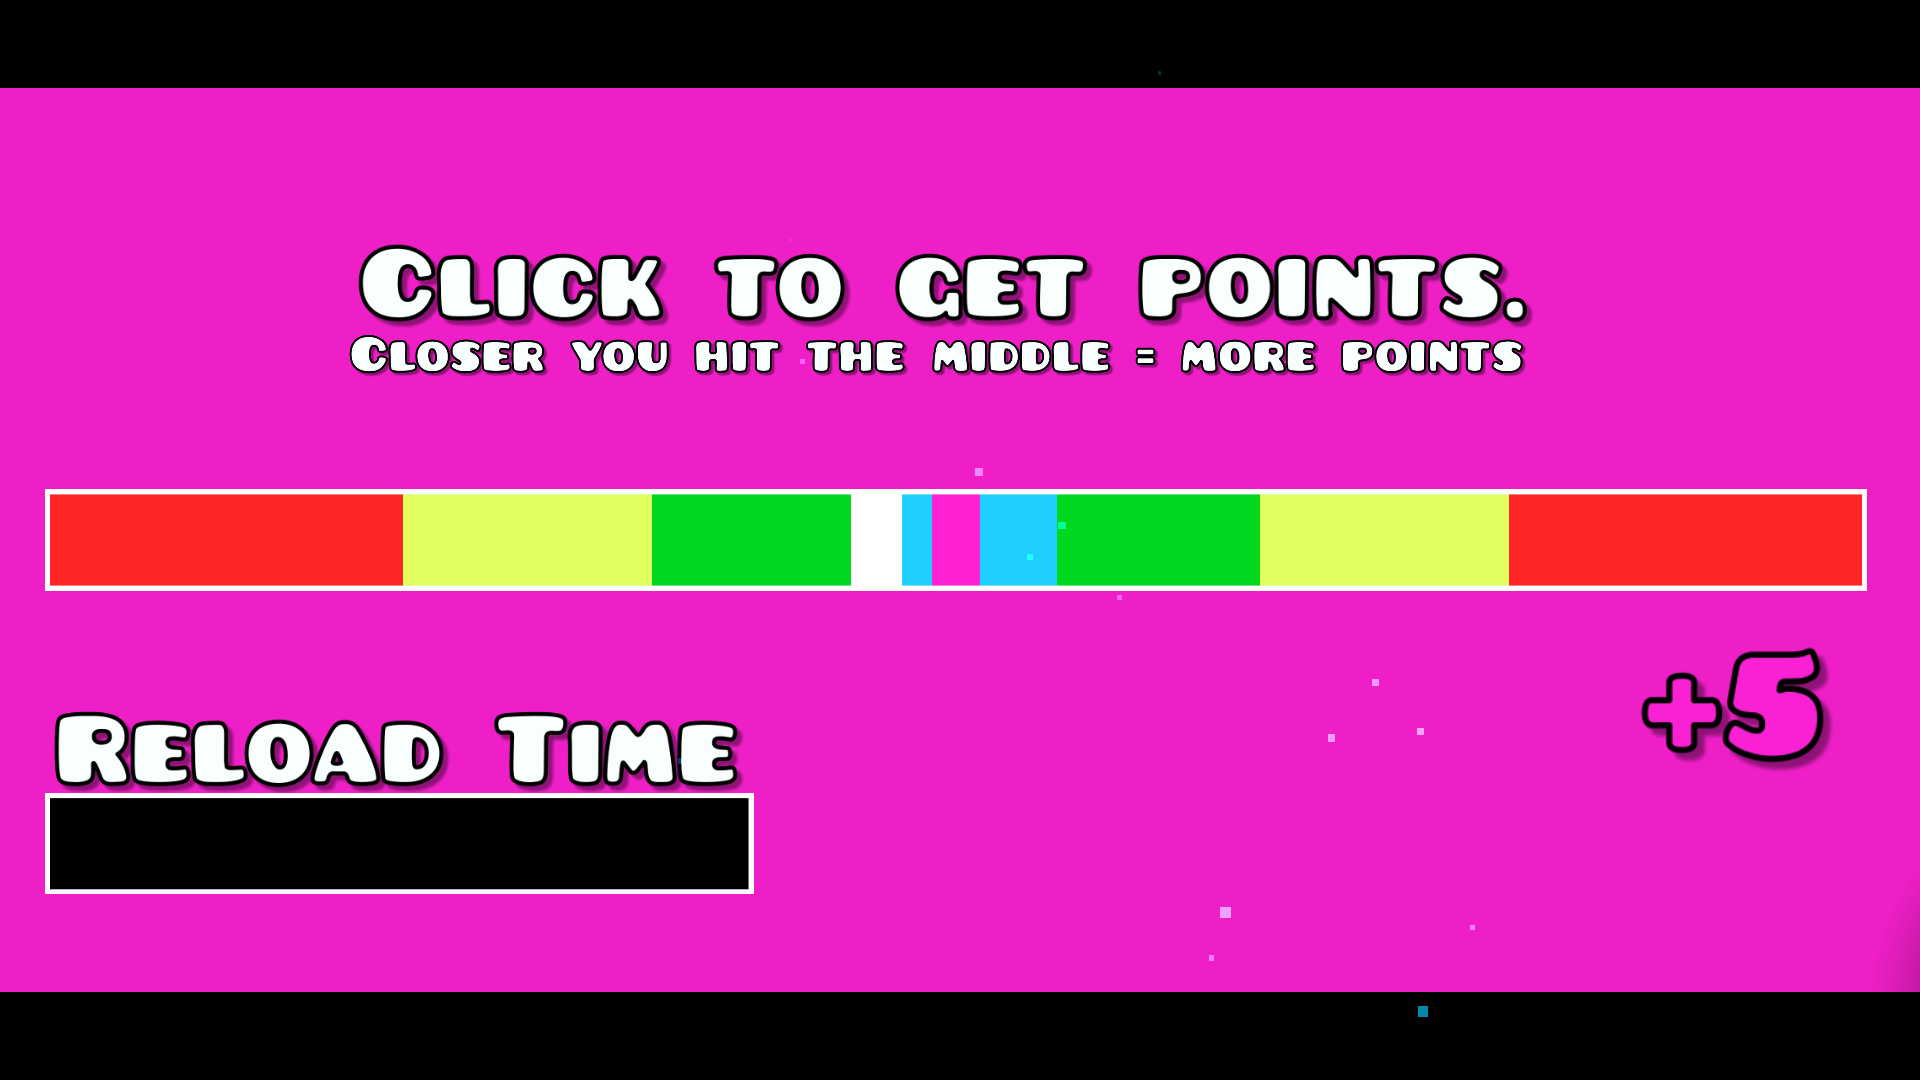 Click to get points.
Closer you hit the middle = more points
+5
Reload Time